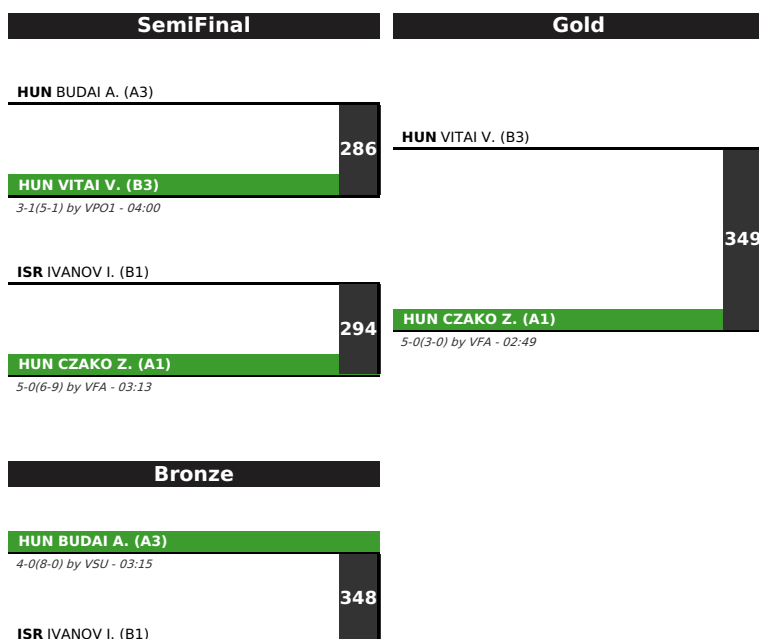 SemiFinal
Gold
HUN BUDAI A. (A3)
286
HUN VITAI V. (B3)
3-1(5-1) by VPO1 - 04:00
ISR IVANOV I. (B1)
294
HUN CZAKO Z. (A1)
5-0(6-9) by VFA - 03:13
HUN VITAI V. (B3)
349
HUN CZAKO Z. (A1)
5-0(3-0) by VFA - 02:49
Bronze
HUN BUDAI A. (A3)
4-0(8-0) by VSU - 03:15
348
ISR IVANOV I. (B1)